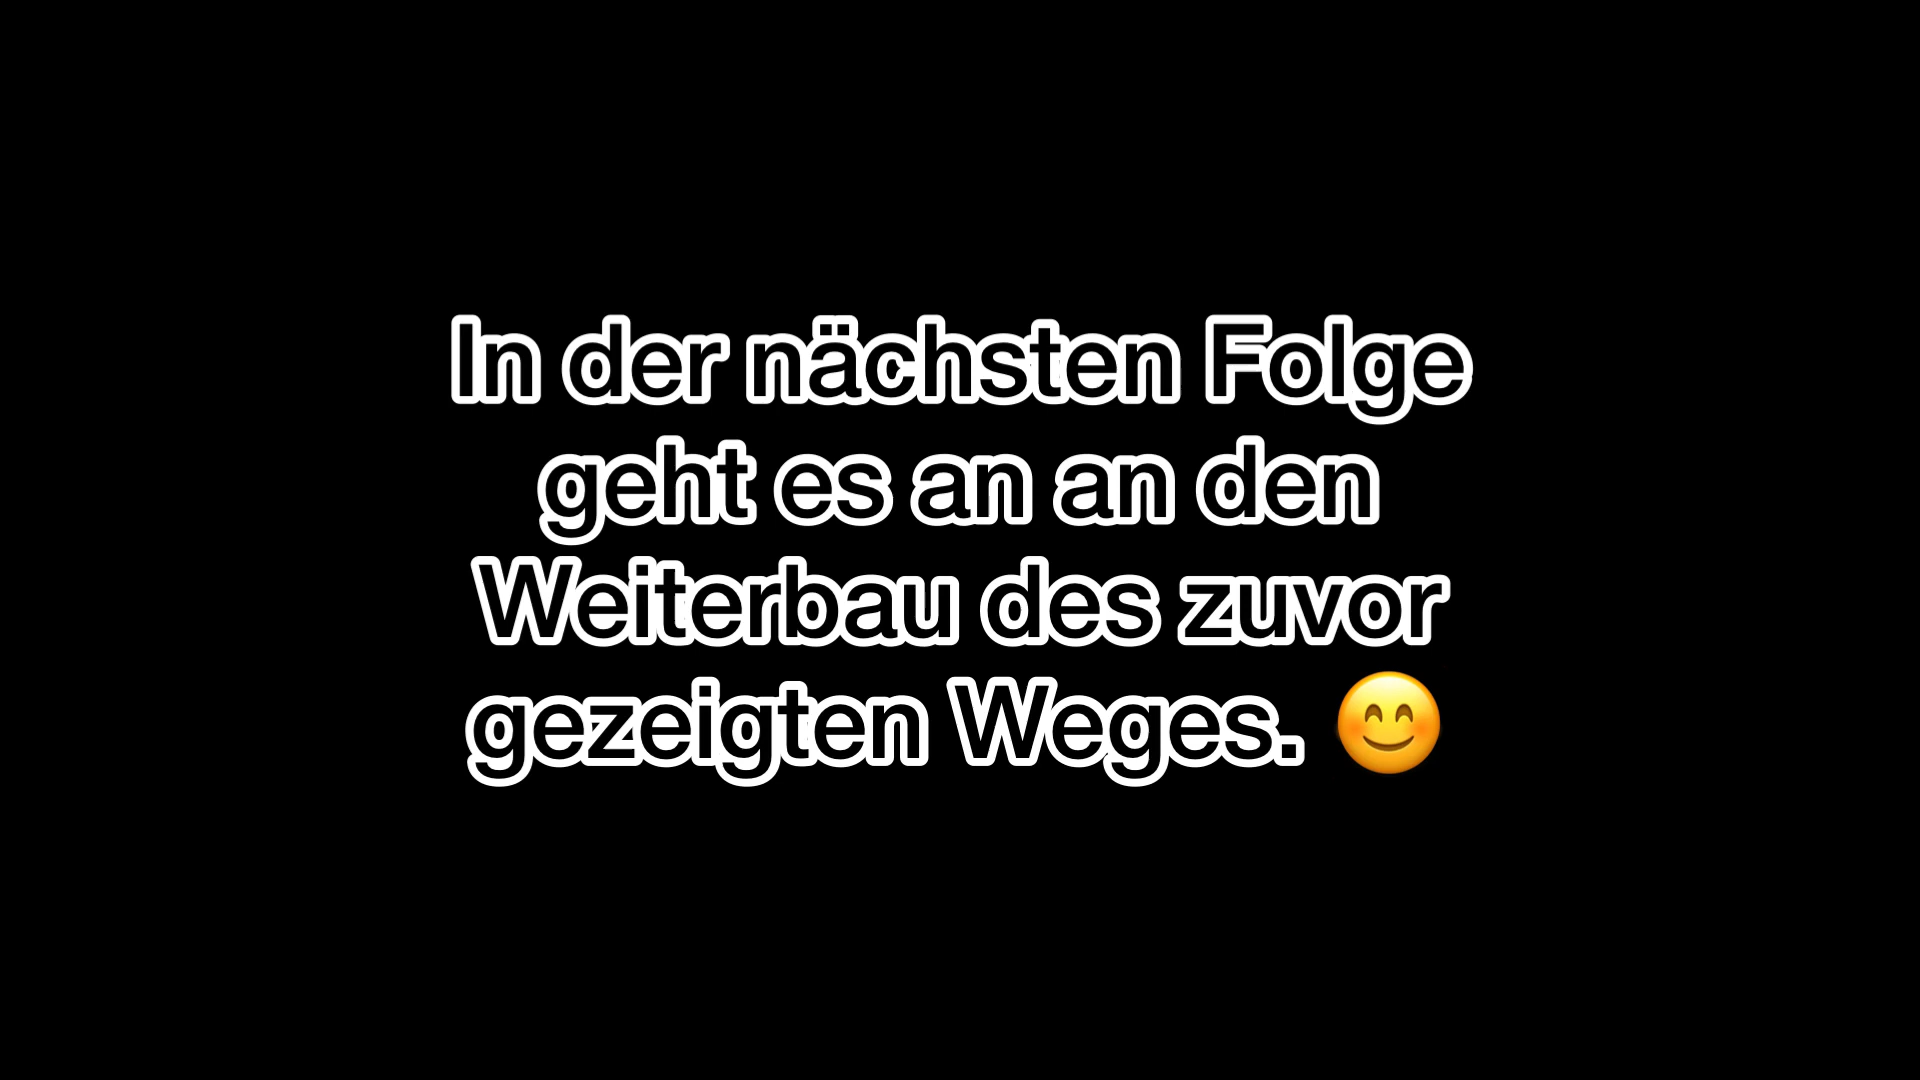 In der nächsten Folge
geht es an an den
Weiterbau des zuvor
gezeigten Weges. 😊